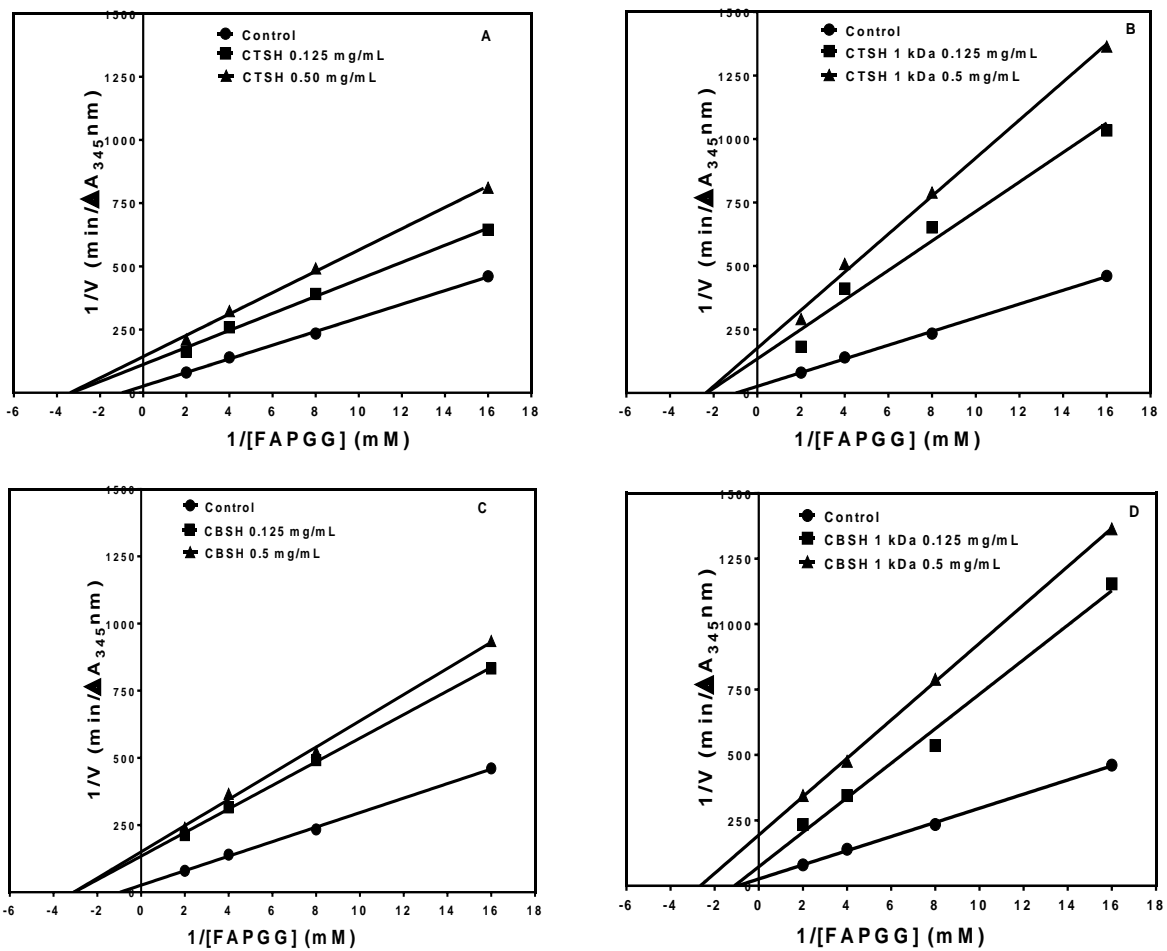 A
Control
CTSH 0.125 mg/mL
CTSH 0.50 mg/mL
1/V (min/▲A345nm)
1500
1250
1000
750
500
250
-6 -4 -2 0 2 4 6 8 10 12 14 16 18
1/[FAPGG] (mM)
B
Control
CTSH 1 kDa 0.125 mg/mL
CTSH 1 kDa 0.5 mg/mL
1/V (min/▲A345nm)
1500
1250
1000
750
500
250
-6 -4 -2 0 2 4 6 8 10 12 14 16 18
1/[FAPGG] (mM)
C
Control
CBSH 0.125 mg/mL
CBSH 0.5 mg/mL
1/V (min/▲A345nm)
1500
1250
1000
750
500
250
-6 -4 -2 0 2 4 6 8 10 12 14 16 18
1/[FAPGG] (mM)
D
Control
CBSH 1 kDa 0.125 mg/mL
CBSH 1 kDa 0.5 mg/mL
1/V (min/▲A345nm)
1500
1250
1000
750
500
250
-6 -4 -2 0 2 4 6 8 10 12 14 16 18
1/[FAPGG] (mM)